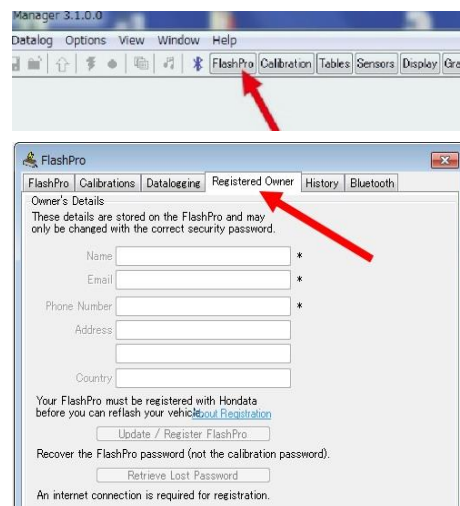 Manager 3.1.0.0
Datalog Options View Window Help
FlashPro Calibration Tables Sensors Display Gra
FlashPro
FlashPro Calibrations Datalogging Registered Owner History Bluetooth
Owner's Details
These details are stored on the FlashPro and may
only be changed with the correct security password.
Name *
Email *
Phone Number *
Address
Country
Your FlashPro must be registered with Hondata
before you can reflash your vehicle. About Registration
Update / Register FlashPro
Recover the FlashPro password (not the calibration password).
Retrieve Lost Password
An internet connection is required for registration.